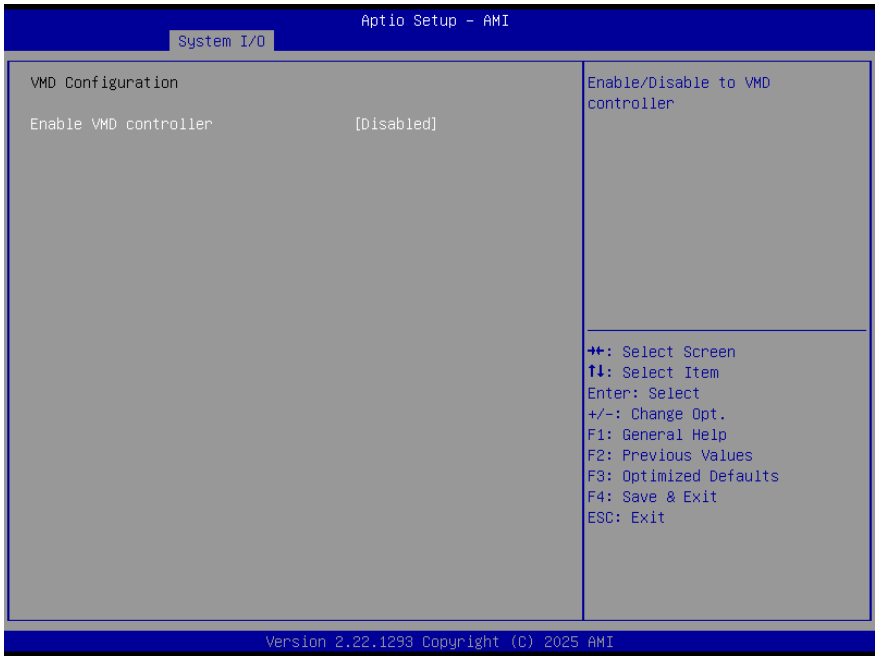 Aptio Setup – AMI
System I/O
VMD Configuration
Enable VMD controller [Disabled]
Enable/Disable to VMD
controller
→←: Select Screen
↑↓: Select Item
Enter: Select
+/-: Change Opt.
F1: General Help
F2: Previous Values
F3: Optimized Defaults
F4: Save & Exit
ESC: Exit
Version 2.22.1293 Copyright (C) 2025 AMI